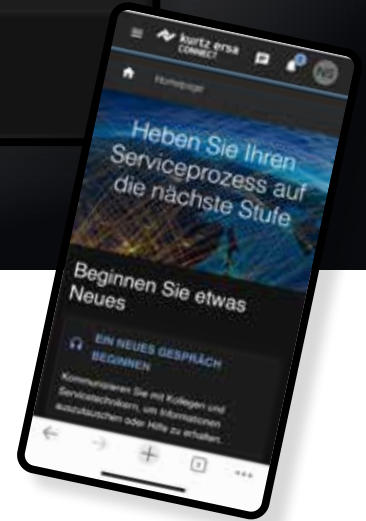 kurtz ersa
CONNECT
Homepage
Heben Sie Ihren
Serviceprozess auf
die nächste Stufe
Beginnen Sie etwas
Neues
EIN NEUES GESPRÄCH
BEGINNEN
Kommunizieren Sie mit Kollegen und
Servicetechnikern, um Informationen
auszutauschen oder Hilfe zu erhalten.